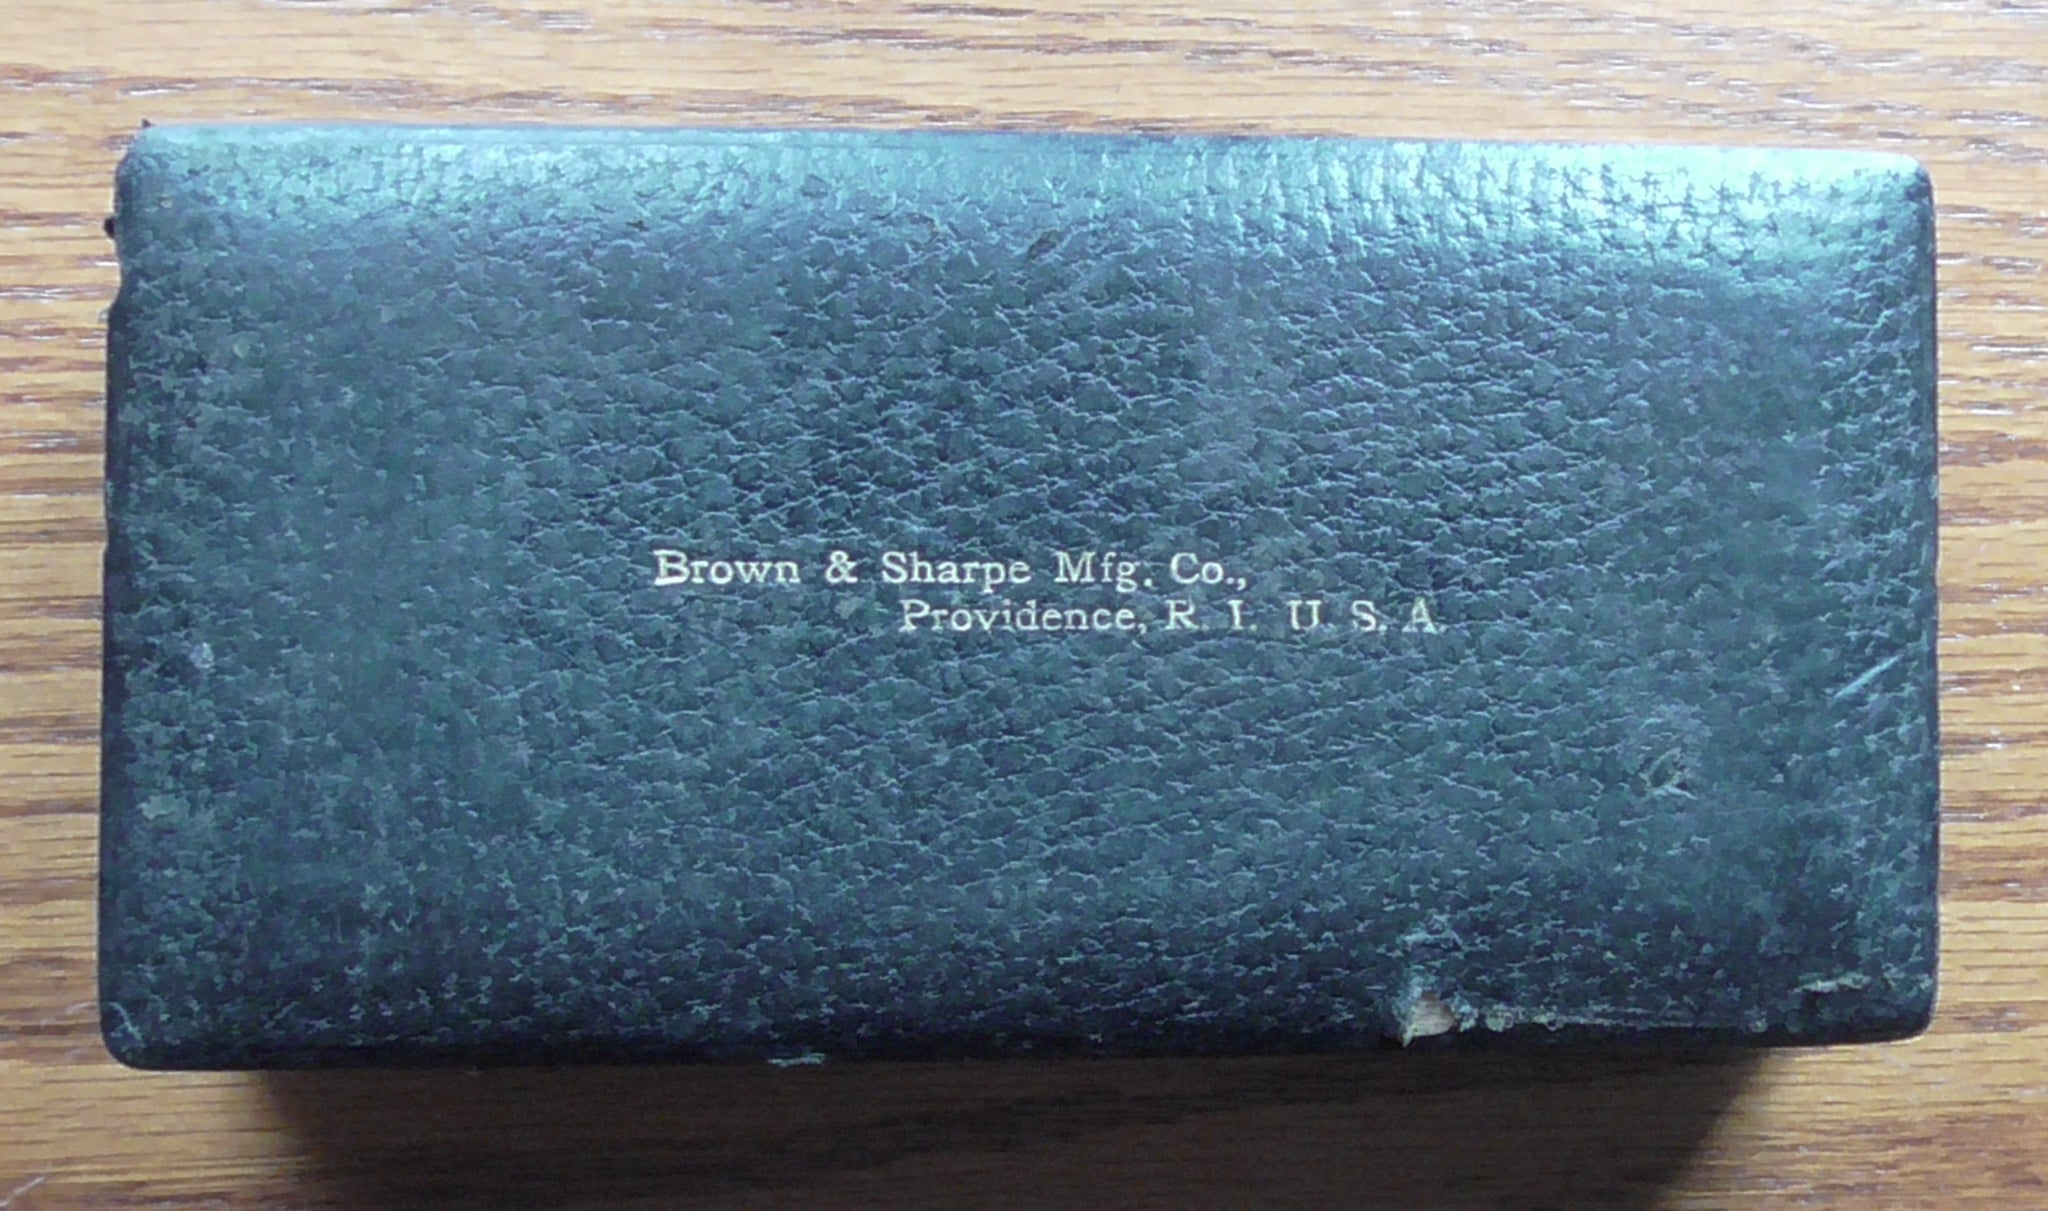 Brown & Sharpe Mfg. Co.,
Providence, R. I. U. S. A.